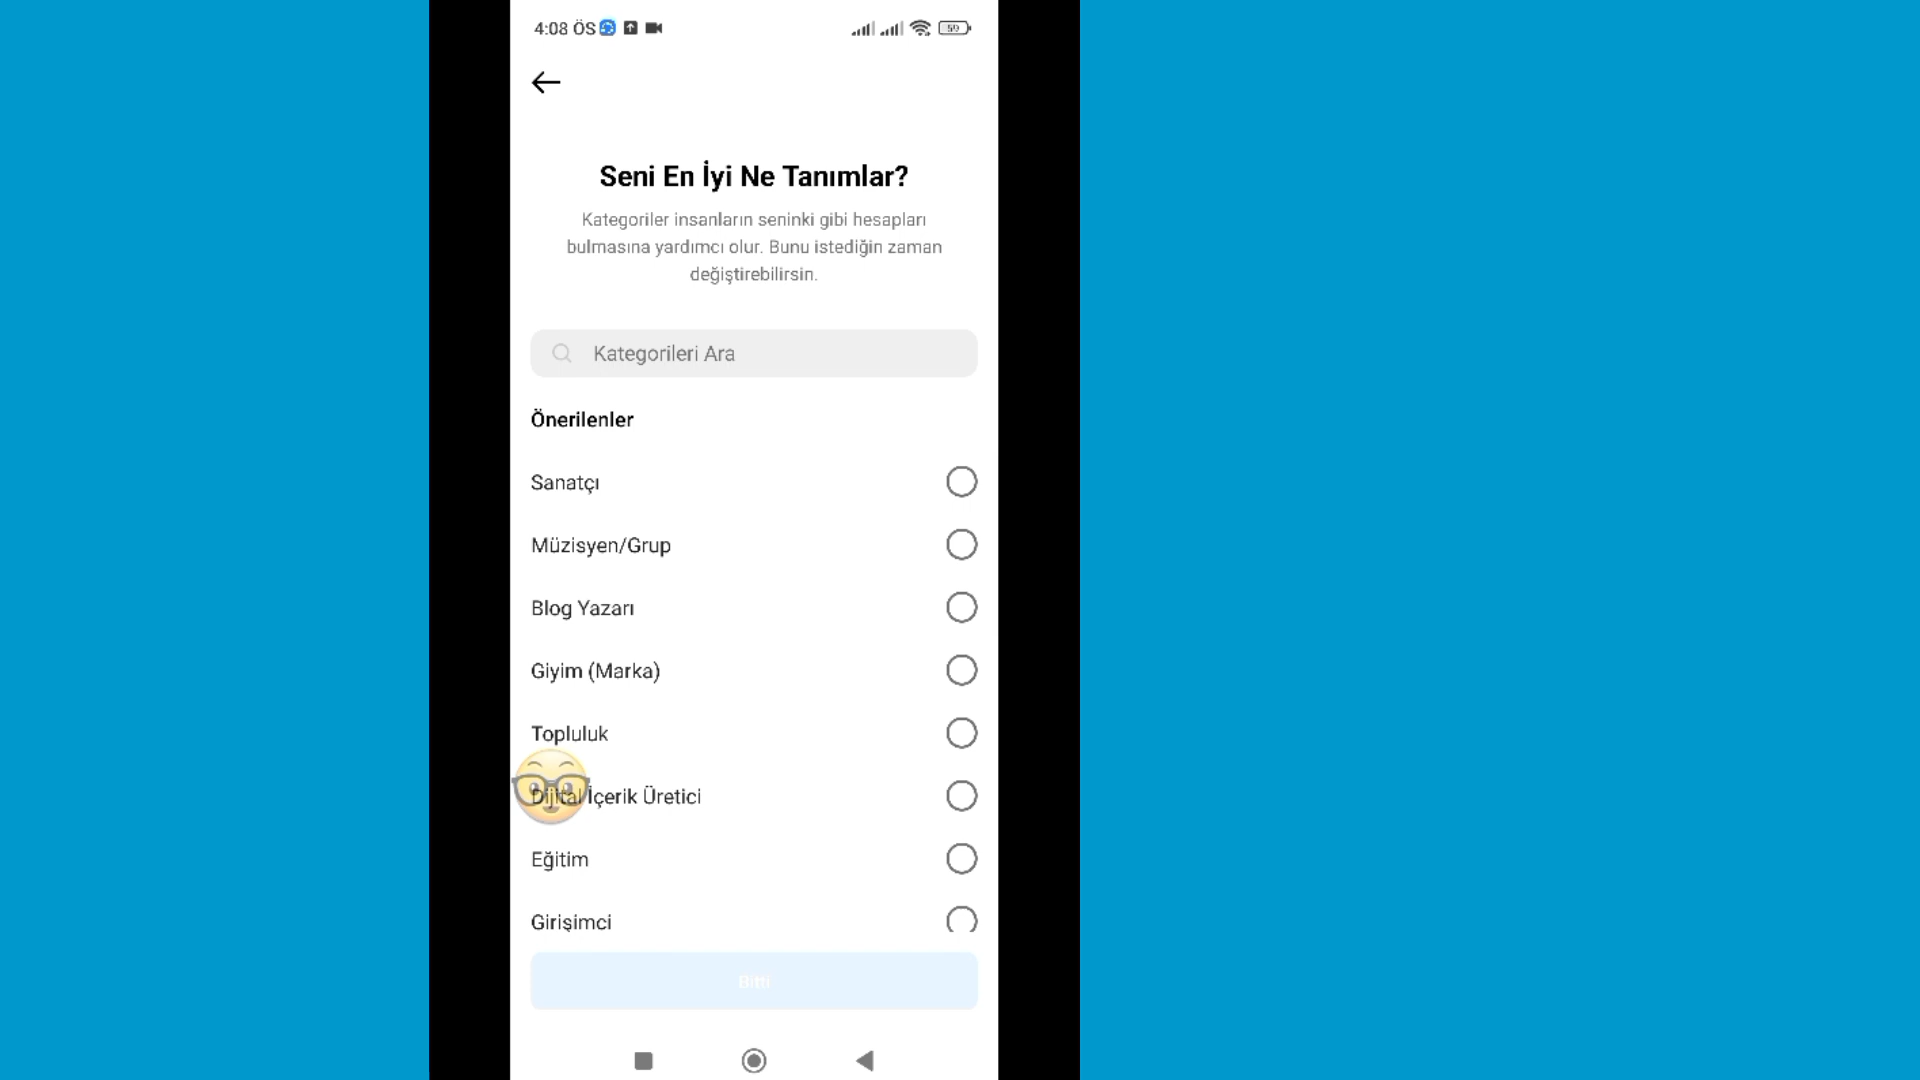 4:08 ÖS
59
Seni En İyi Ne Tanımlar?
Kategoriler insanların seninki gibi hesapları
bulmasına yardımcı olur. Bunu istediğin zaman
değiştirebilirsin.
Kategorileri Ara
Önerilenler
Sanatçı
Müzisyen/Grup
Blog Yazarı
Giyim (Marka)
Topluluk
Dijital İçerik Üretici
Eğitim
Girişimci
Bitti